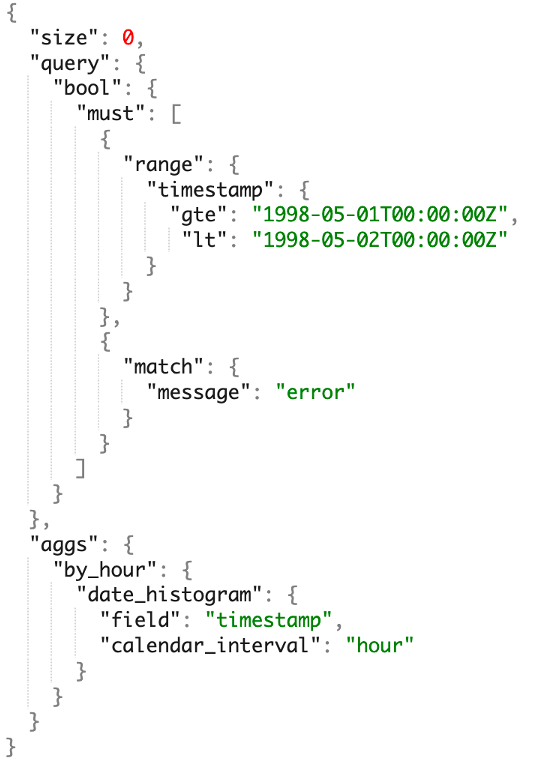 {
  "size": 0,
  "query": {
    "bool": {
      "must": [
        {
          "range": {
            "timestamp": {
              "gte": "1998-05-01T00:00:00Z",
               "lt": "1998-05-02T00:00:00Z"
            }
          }
        },
        {
          "match": {
            "message": "error"
          }
        }
      ]
    }
  },
  "aggs": {
    "by_hour": {
      "date_histogram": {
        "field": "timestamp",
        "calendar_interval": "hour"
      }
    }
  }
}